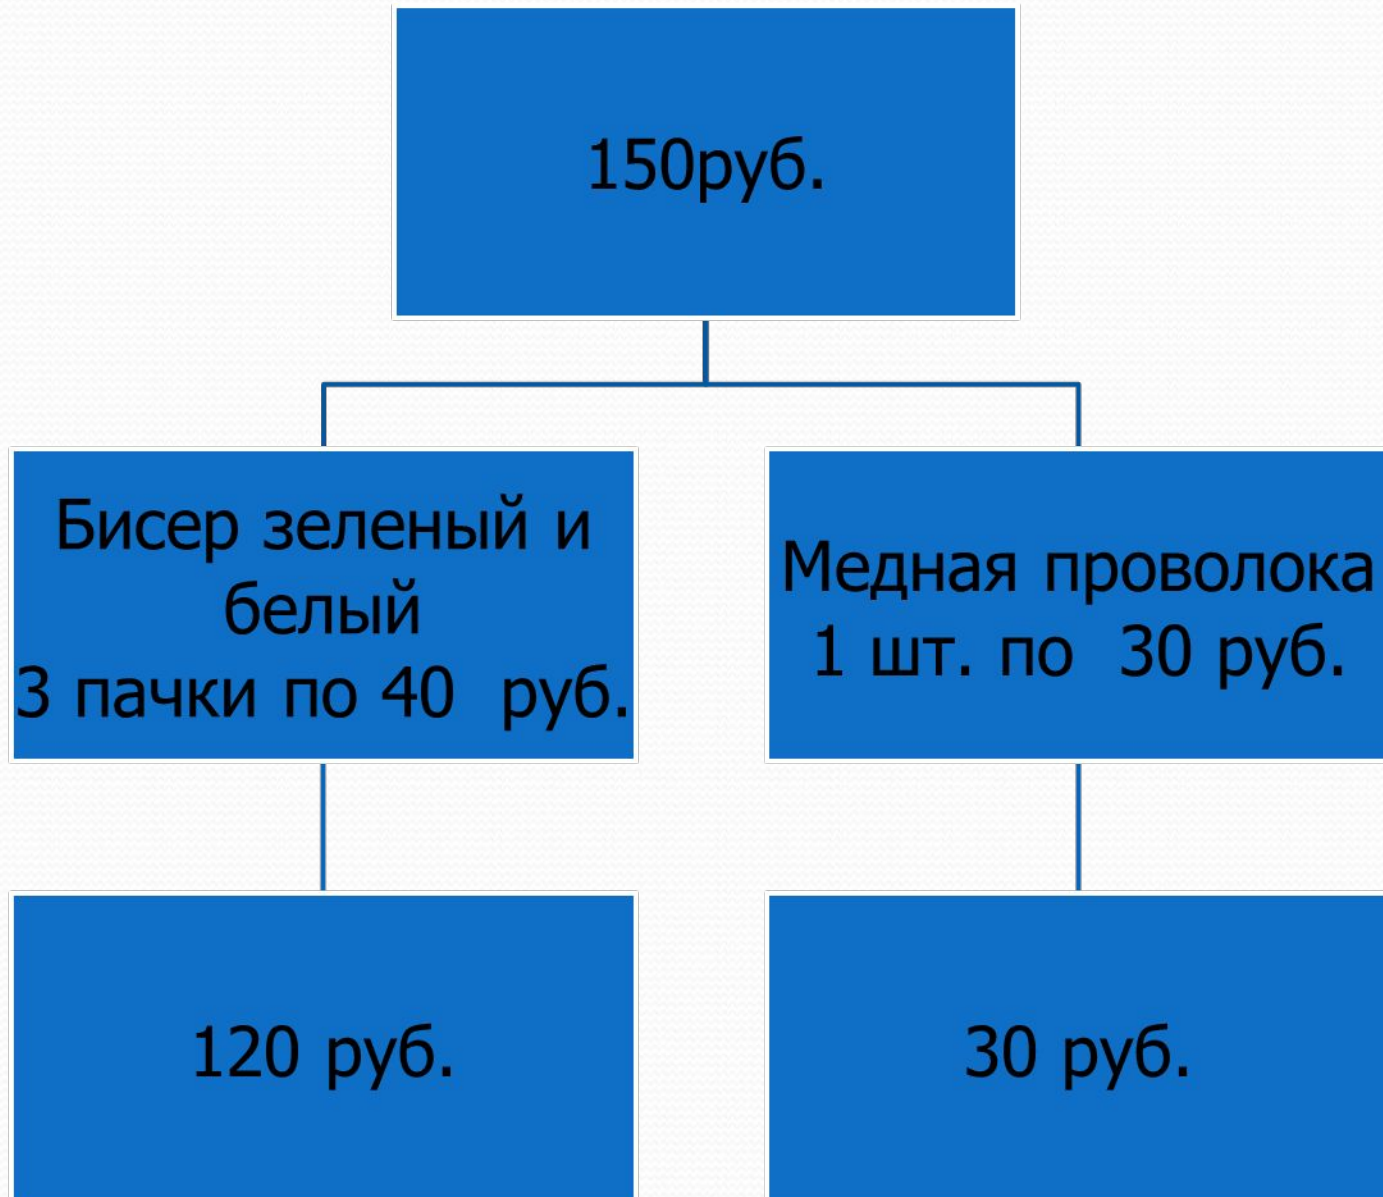 150руб.
Бисер зеленый и
белый
3 пачки по 40  руб.
Медная проволока
1 шт. по  30 руб.
120 руб.
30 руб.